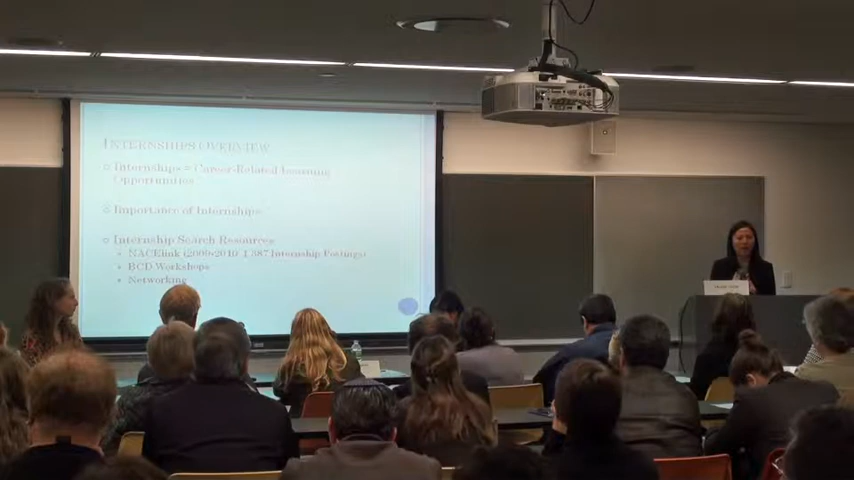 INTERNSHIPS OVERVIEW
Internships = Career-Related Learning
Opportunities
Importance of Internships
Internship Search Resources
NACElink (2009-2010 1,587 Internship Postings)
BCD Workshops
Networking